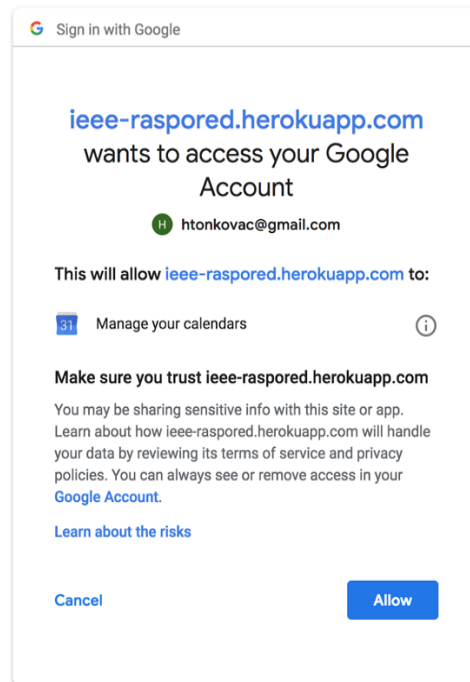 Sign in with Google
ieee-raspored.herokuapp.com
wants to access your Google
Account
H htonkovac@gmail.com
This will allow ieee-raspored.herokuapp.com to:
31 Manage your calendars
Make sure you trust ieee-raspored.herokuapp.com
You may be sharing sensitive info with this site or app.
Learn about how ieee-raspored.herokuapp.com will handle
your data by reviewing its terms of service and privacy
policies. You can always see or remove access in your
Google Account.
Learn about the risks
Cancel Allow